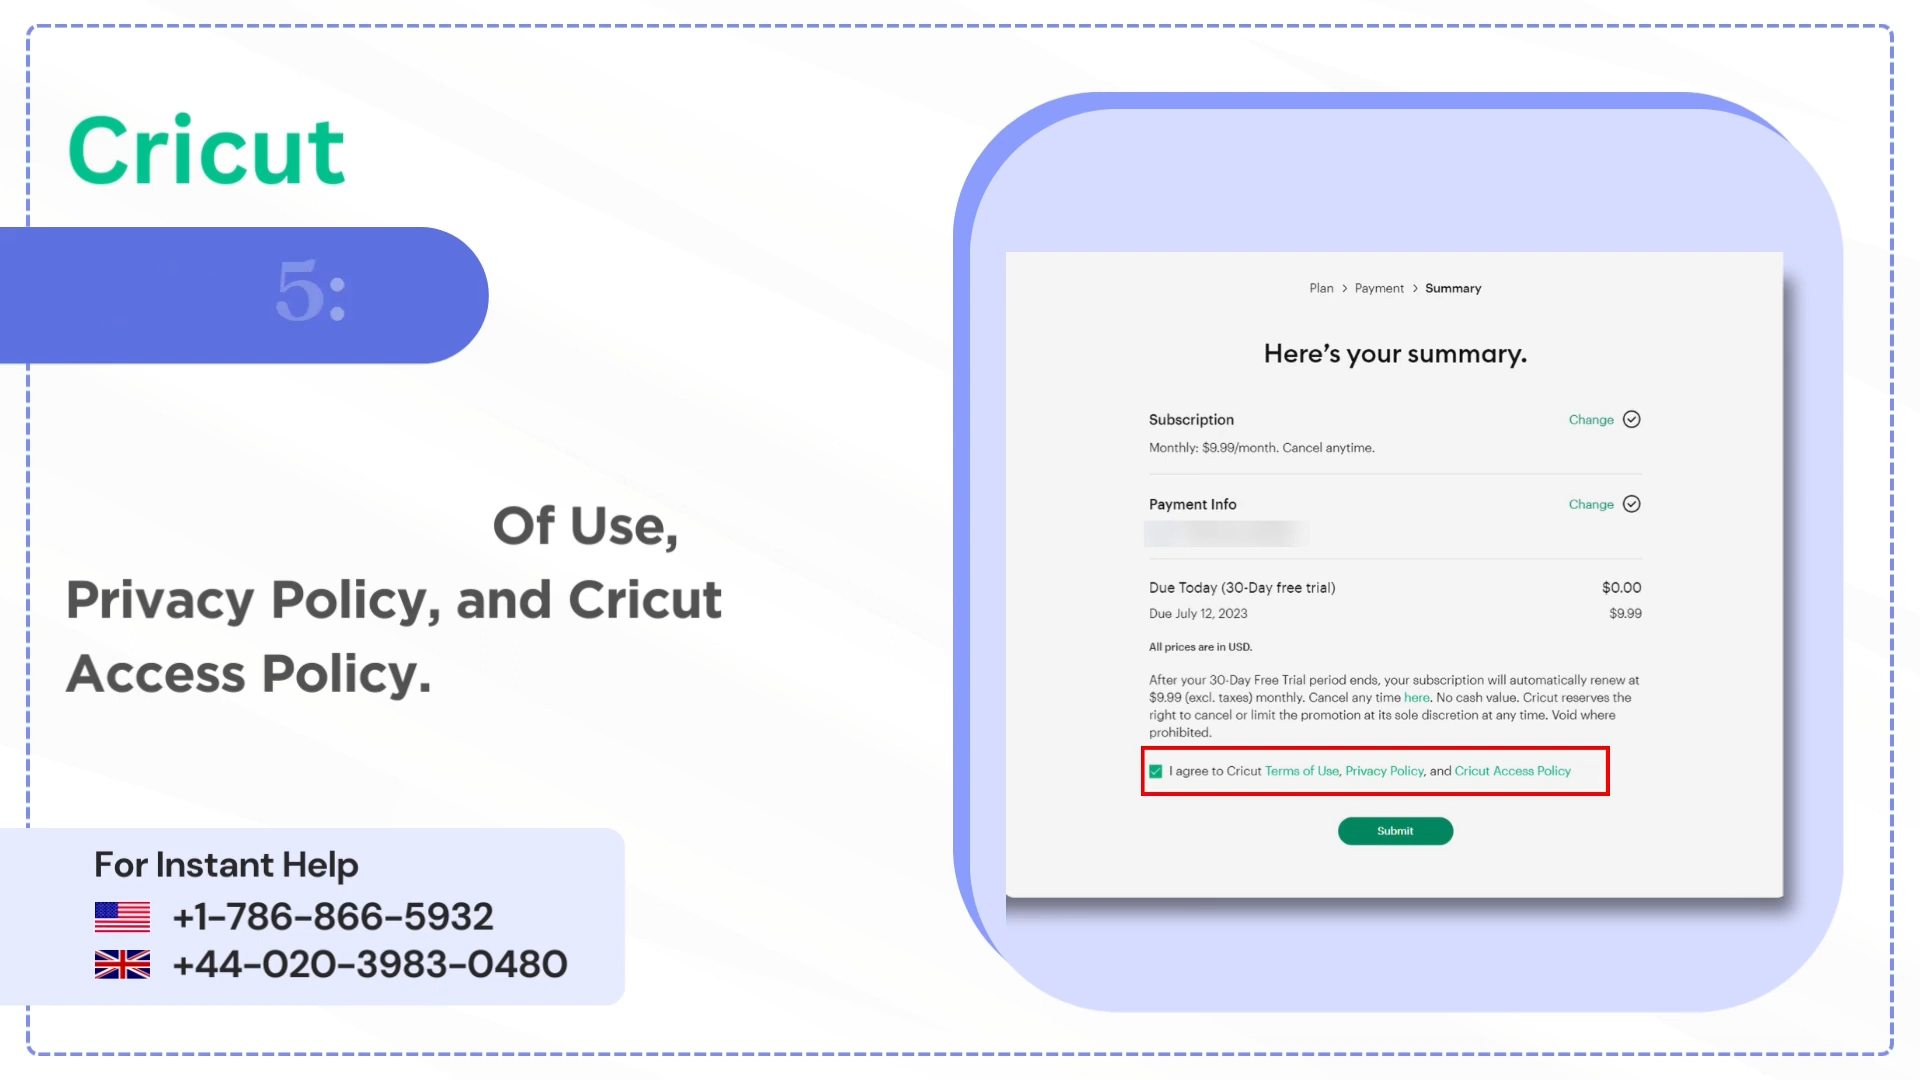 Cricut
5:
Of Use,
Privacy Policy, and Cricut
Access Policy.
For Instant Help
+1-786-866-5932
+44-020-3983-0480
Plan > Payment > Summary
Here's your summary.
Subscription
Change
Monthly: $9.99/month. Cancel anytime.
Payment Info
Change
Due Today (30-Day free trial) $0.00
Due July 12, 2023 $9.99
All prices are in USD.
After your 30-Day Free Trial period ends, your subscription will automatically renew at
$9.99 (excl. taxes) monthly. Cancel any time here. No cash value. Cricut reserves the
right to cancel or limit the promotion at its sole discretion at any time. Void where
prohibited.
I agree to Cricut Terms of Use, Privacy Policy, and Cricut Access Policy
Submit